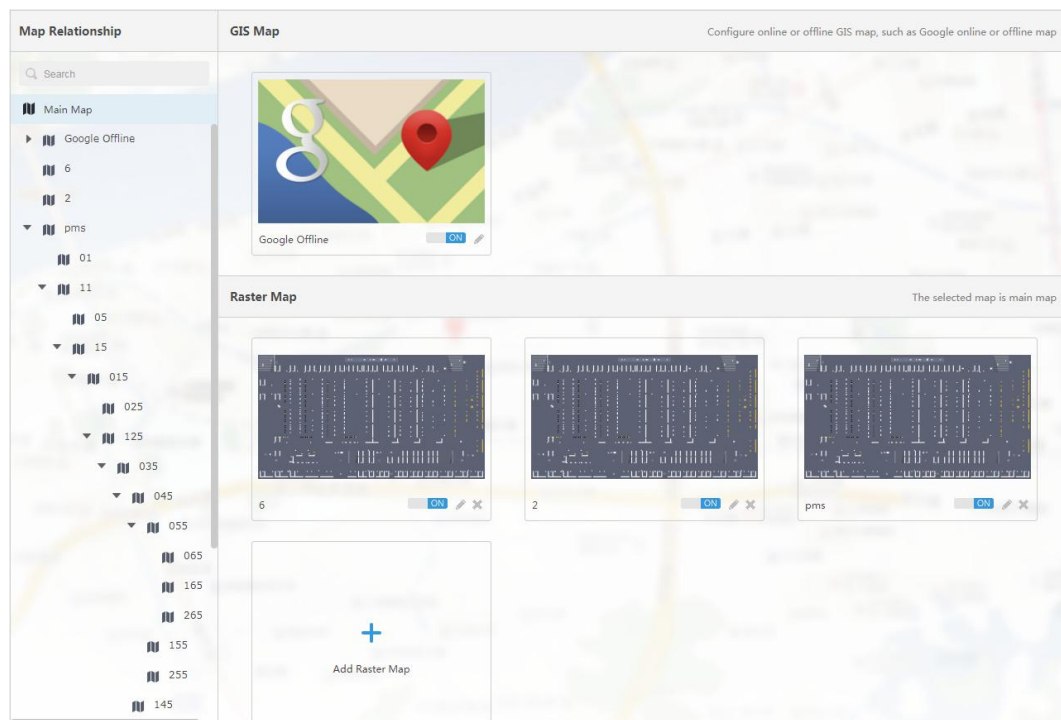 Map Relationship
Search
Main Map
Google Offline
6
2
pms
01
11
05
15
015
025
125
035
045
055
065
165
265
155
255
145
GIS Map
Configure online or offline GIS map, such as Google online or offline map
g
Google Offline
ON
Raster Map
The selected map is main map
6
ON
2
ON
pms
ON
Add Raster Map